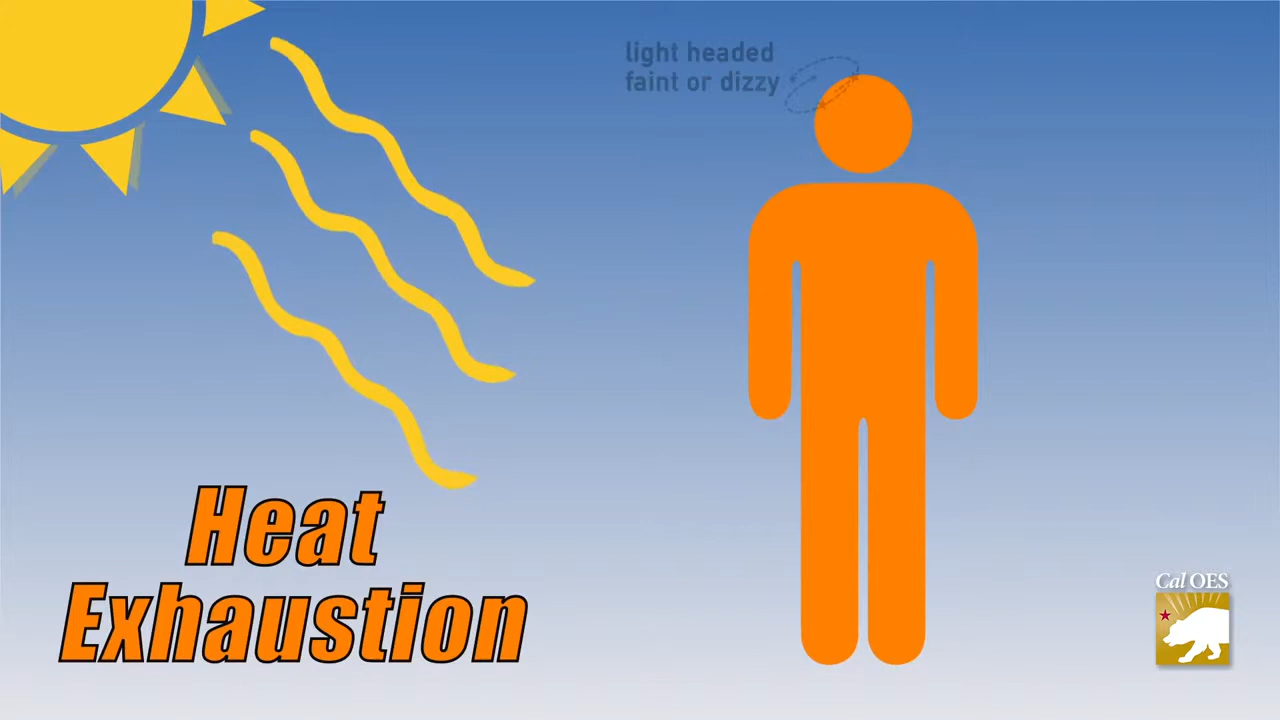 light headed
faint or dizzy
Heat
Exhaustion
Cal OES